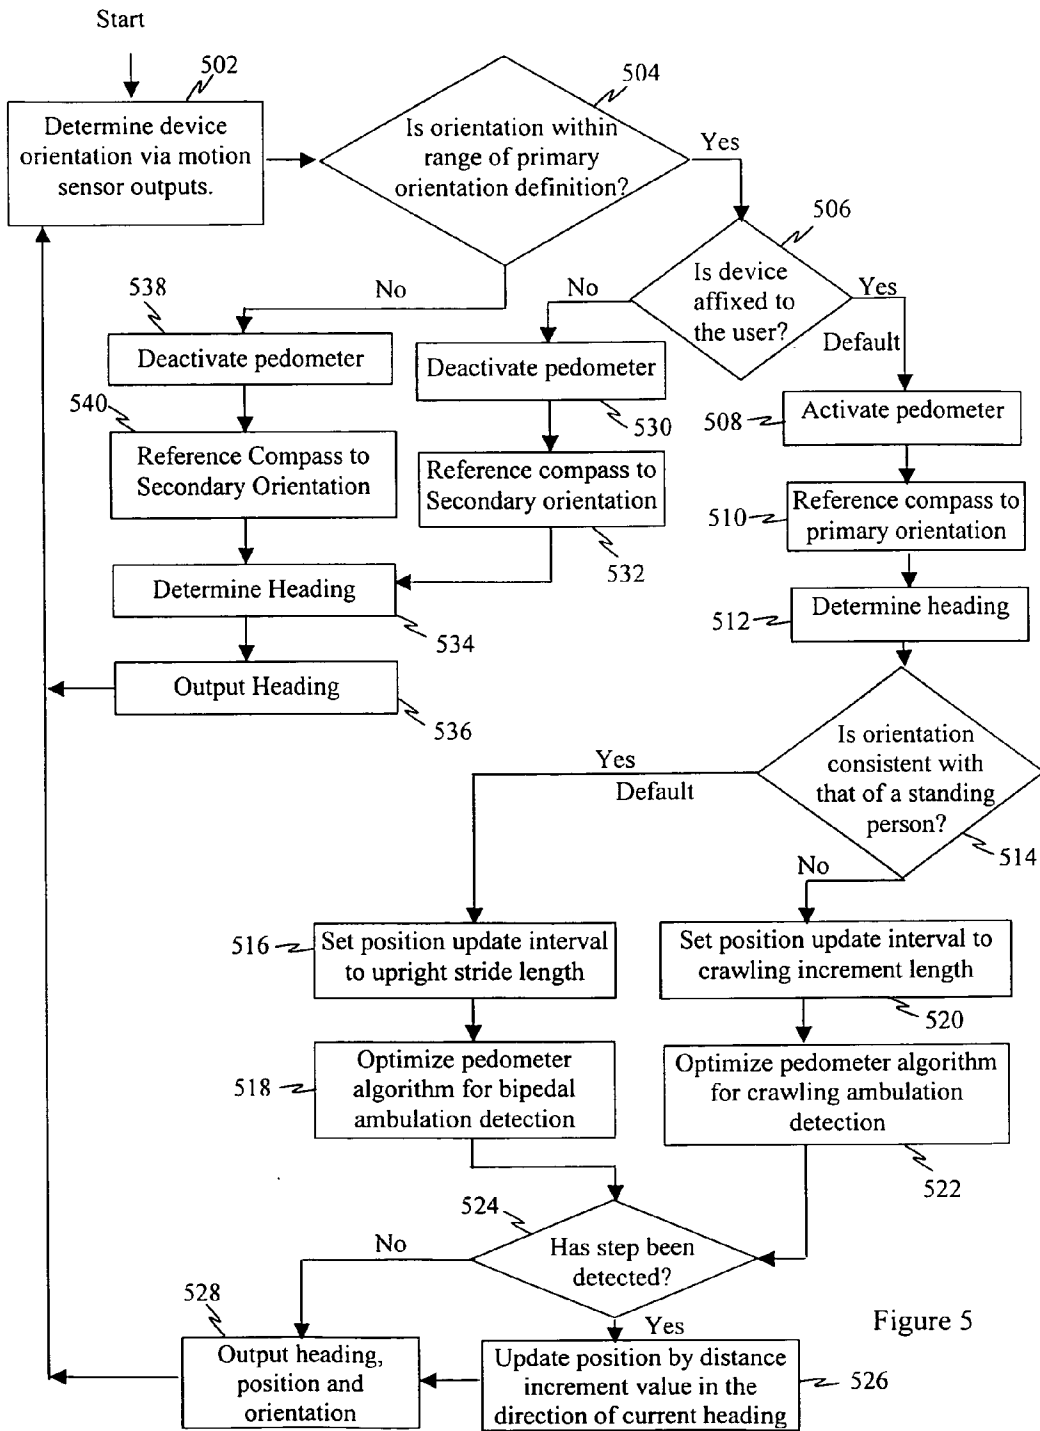 Start
502
Determine device
orientation via motion
sensor outputs.
504
Is orientation within
range of primary
orientation definition?
Yes
506
Is device
affixed to
the user?
No
Yes
Default
No
538
Deactivate pedometer
Deactivate pedometer
530
508
Activate pedometer
540
Reference Compass to
Secondary Orientation
Reference compass to
Secondary orientation
532
510
Reference compass to
primary orientation
Determine Heading
534
512
Determine heading
Output Heading
536
Is orientation
consistent with
that of a standing
person?
514
Yes
Default
No
516
Set position update interval
to upright stride length
Set position update interval to
crawling increment length
520
518
Optimize pedometer
algorithm for bipedal
ambulation detection
Optimize pedometer algorithm
for crawling ambulation
detection
522
524
Has step been
detected?
No
Yes
528
Output heading,
position and
orientation
Update position by distance
increment value in the
direction of current heading
526
Figure 5